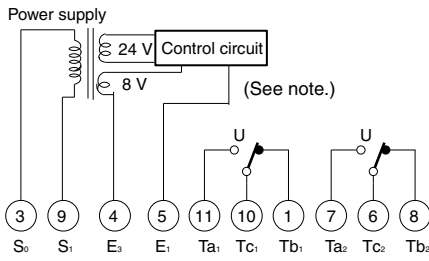 Power supply
24 V
Control circuit
8 V
(See note.)
U
U
3
9
4
5
11
10
1
7
6
8
S₀
S₁
E₃
E₁
Ta₁
Tc₁
Tb₁
Ta₂
Tc₂
Tb₂